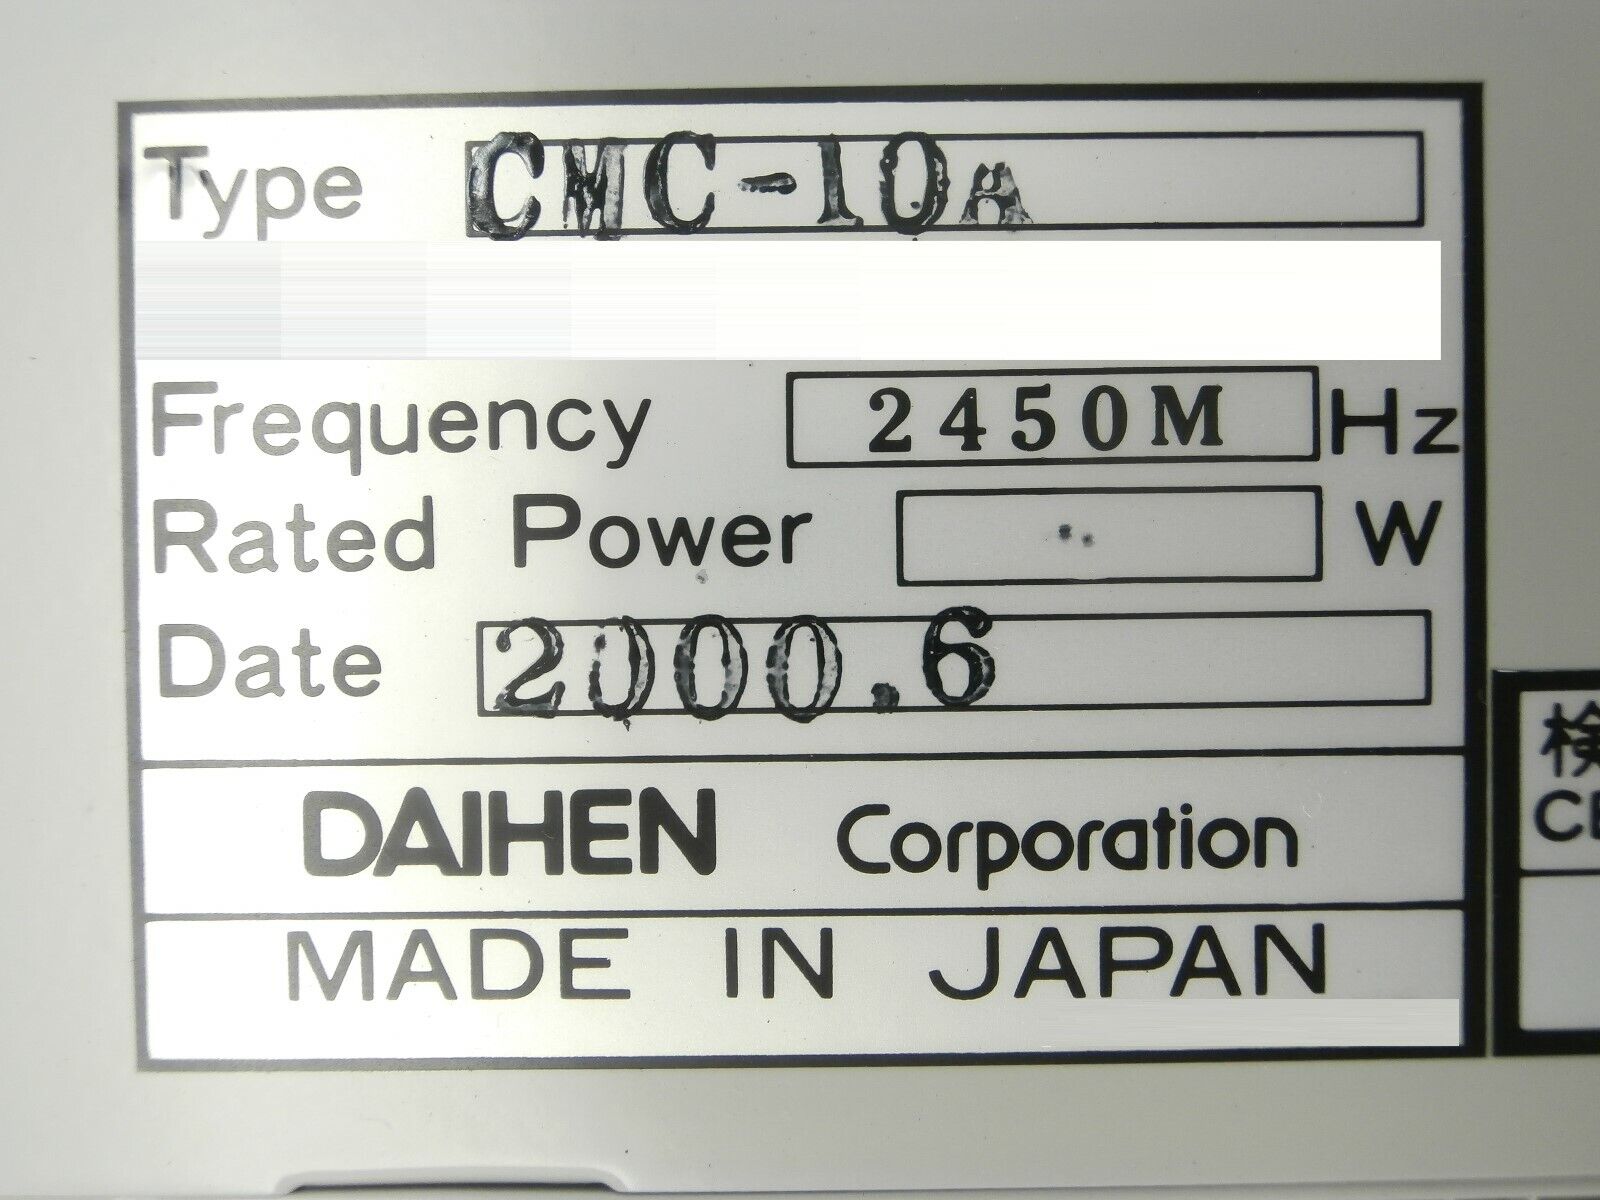 Type CMC-10A
Frequency 2450M Hz
Rated Power W
Date 2000.6
DAIHEN Corporation
MADE IN JAPAN
検